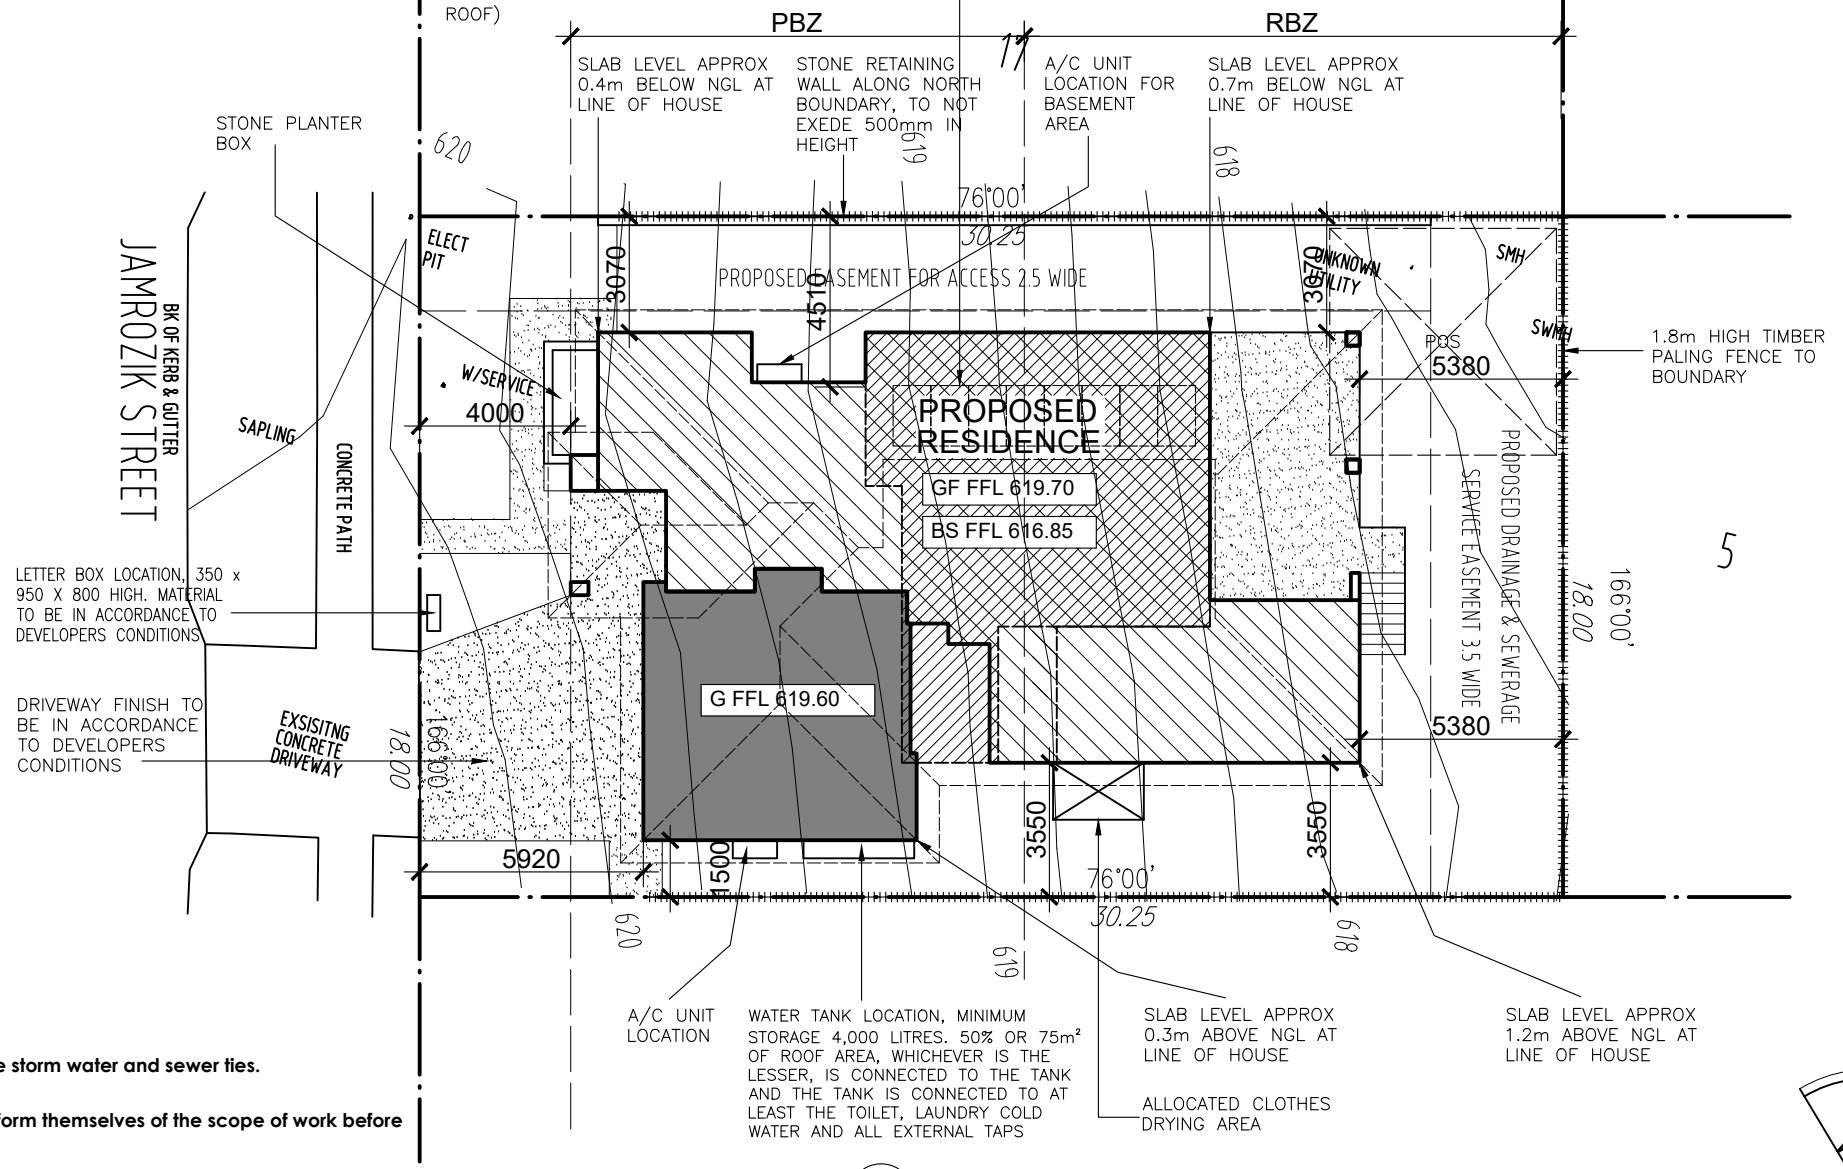 ROOF)
PBZ
RBZ
17
SLAB LEVEL APPROX
0.4m BELOW NGL AT
LINE OF HOUSE
STONE RETAINING
WALL ALONG NORTH
BOUNDARY, TO NOT
EXEDE 500mm IN
HEIGHT
A/C UNIT
LOCATION FOR
BASEMENT
AREA
SLAB LEVEL APPROX
0.7m BELOW NGL AT
LINE OF HOUSE
STONE PLANTER
BOX
620
619
618
76°00'
30.25
ELECT
PIT
3070
4510
3070
PROPOSED EASEMENT FOR ACCESS 2.5 WIDE
UNKNOWN
UTILITY
SMH
SWMH
POS
5380
1.8m HIGH TIMBER
PALING FENCE TO
BOUNDARY
JAMROZIK STREET
BK OF KERB & GUTTER
SAPLING
CONCRETE PATH
W/SERVICE
4000
PROPOSED
RESIDENCE
GF FFL 619.70
BS FFL 616.85
PROPOSED DRAINAGE & SEWERAGE
SERVICE EASEMENT 3.5 WIDE
5
166°00'
18.00
LETTER BOX LOCATION, 350 x
950 X 800 HIGH. MATERIAL
TO BE IN ACCORDANCE TO
DEVELOPERS CONDITIONS
DRIVEWAY FINISH TO
BE IN ACCORDANCE
TO DEVELOPERS
CONDITIONS
EXSISITNG
CONCRETE
DRIVEWAY
166°00'
18.00
G FFL 619.60
5380
5920
1500
3550
3550
76°00'
30.25
620
619
618
A/C UNIT
LOCATION
WATER TANK LOCATION, MINIMUM
STORAGE 4,000 LITRES. 50% OR 75m²
OF ROOF AREA, WHICHEVER IS THE
LESSER, IS CONNECTED TO THE TANK
AND THE TANK IS CONNECTED TO AT
LEAST THE TOILET, LAUNDRY COLD
WATER AND ALL EXTERNAL TAPS
SLAB LEVEL APPROX
0.3m ABOVE NGL AT
LINE OF HOUSE
ALLOCATED CLOTHES
DRYING AREA
SLAB LEVEL APPROX
1.2m ABOVE NGL AT
LINE OF HOUSE
e storm water and sewer ties.
form themselves of the scope of work before